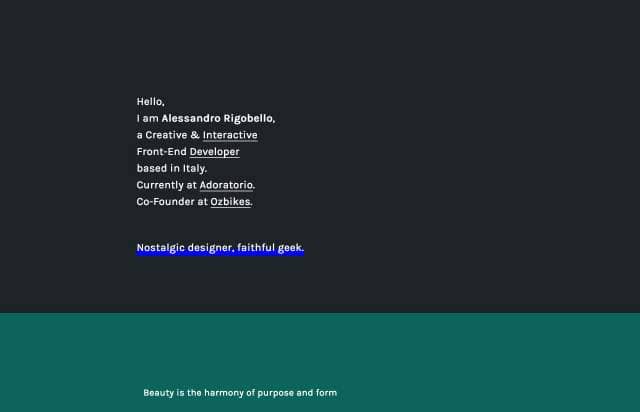 Hello,
I am Alessandro Rigobello,
a Creative & Interactive
Front-End Developer
based in Italy.
Currently at Adoratorio.
Co-Founder at Ozbikes.
Nostalgic designer, faithful geek.
Beauty is the harmony of purpose and form